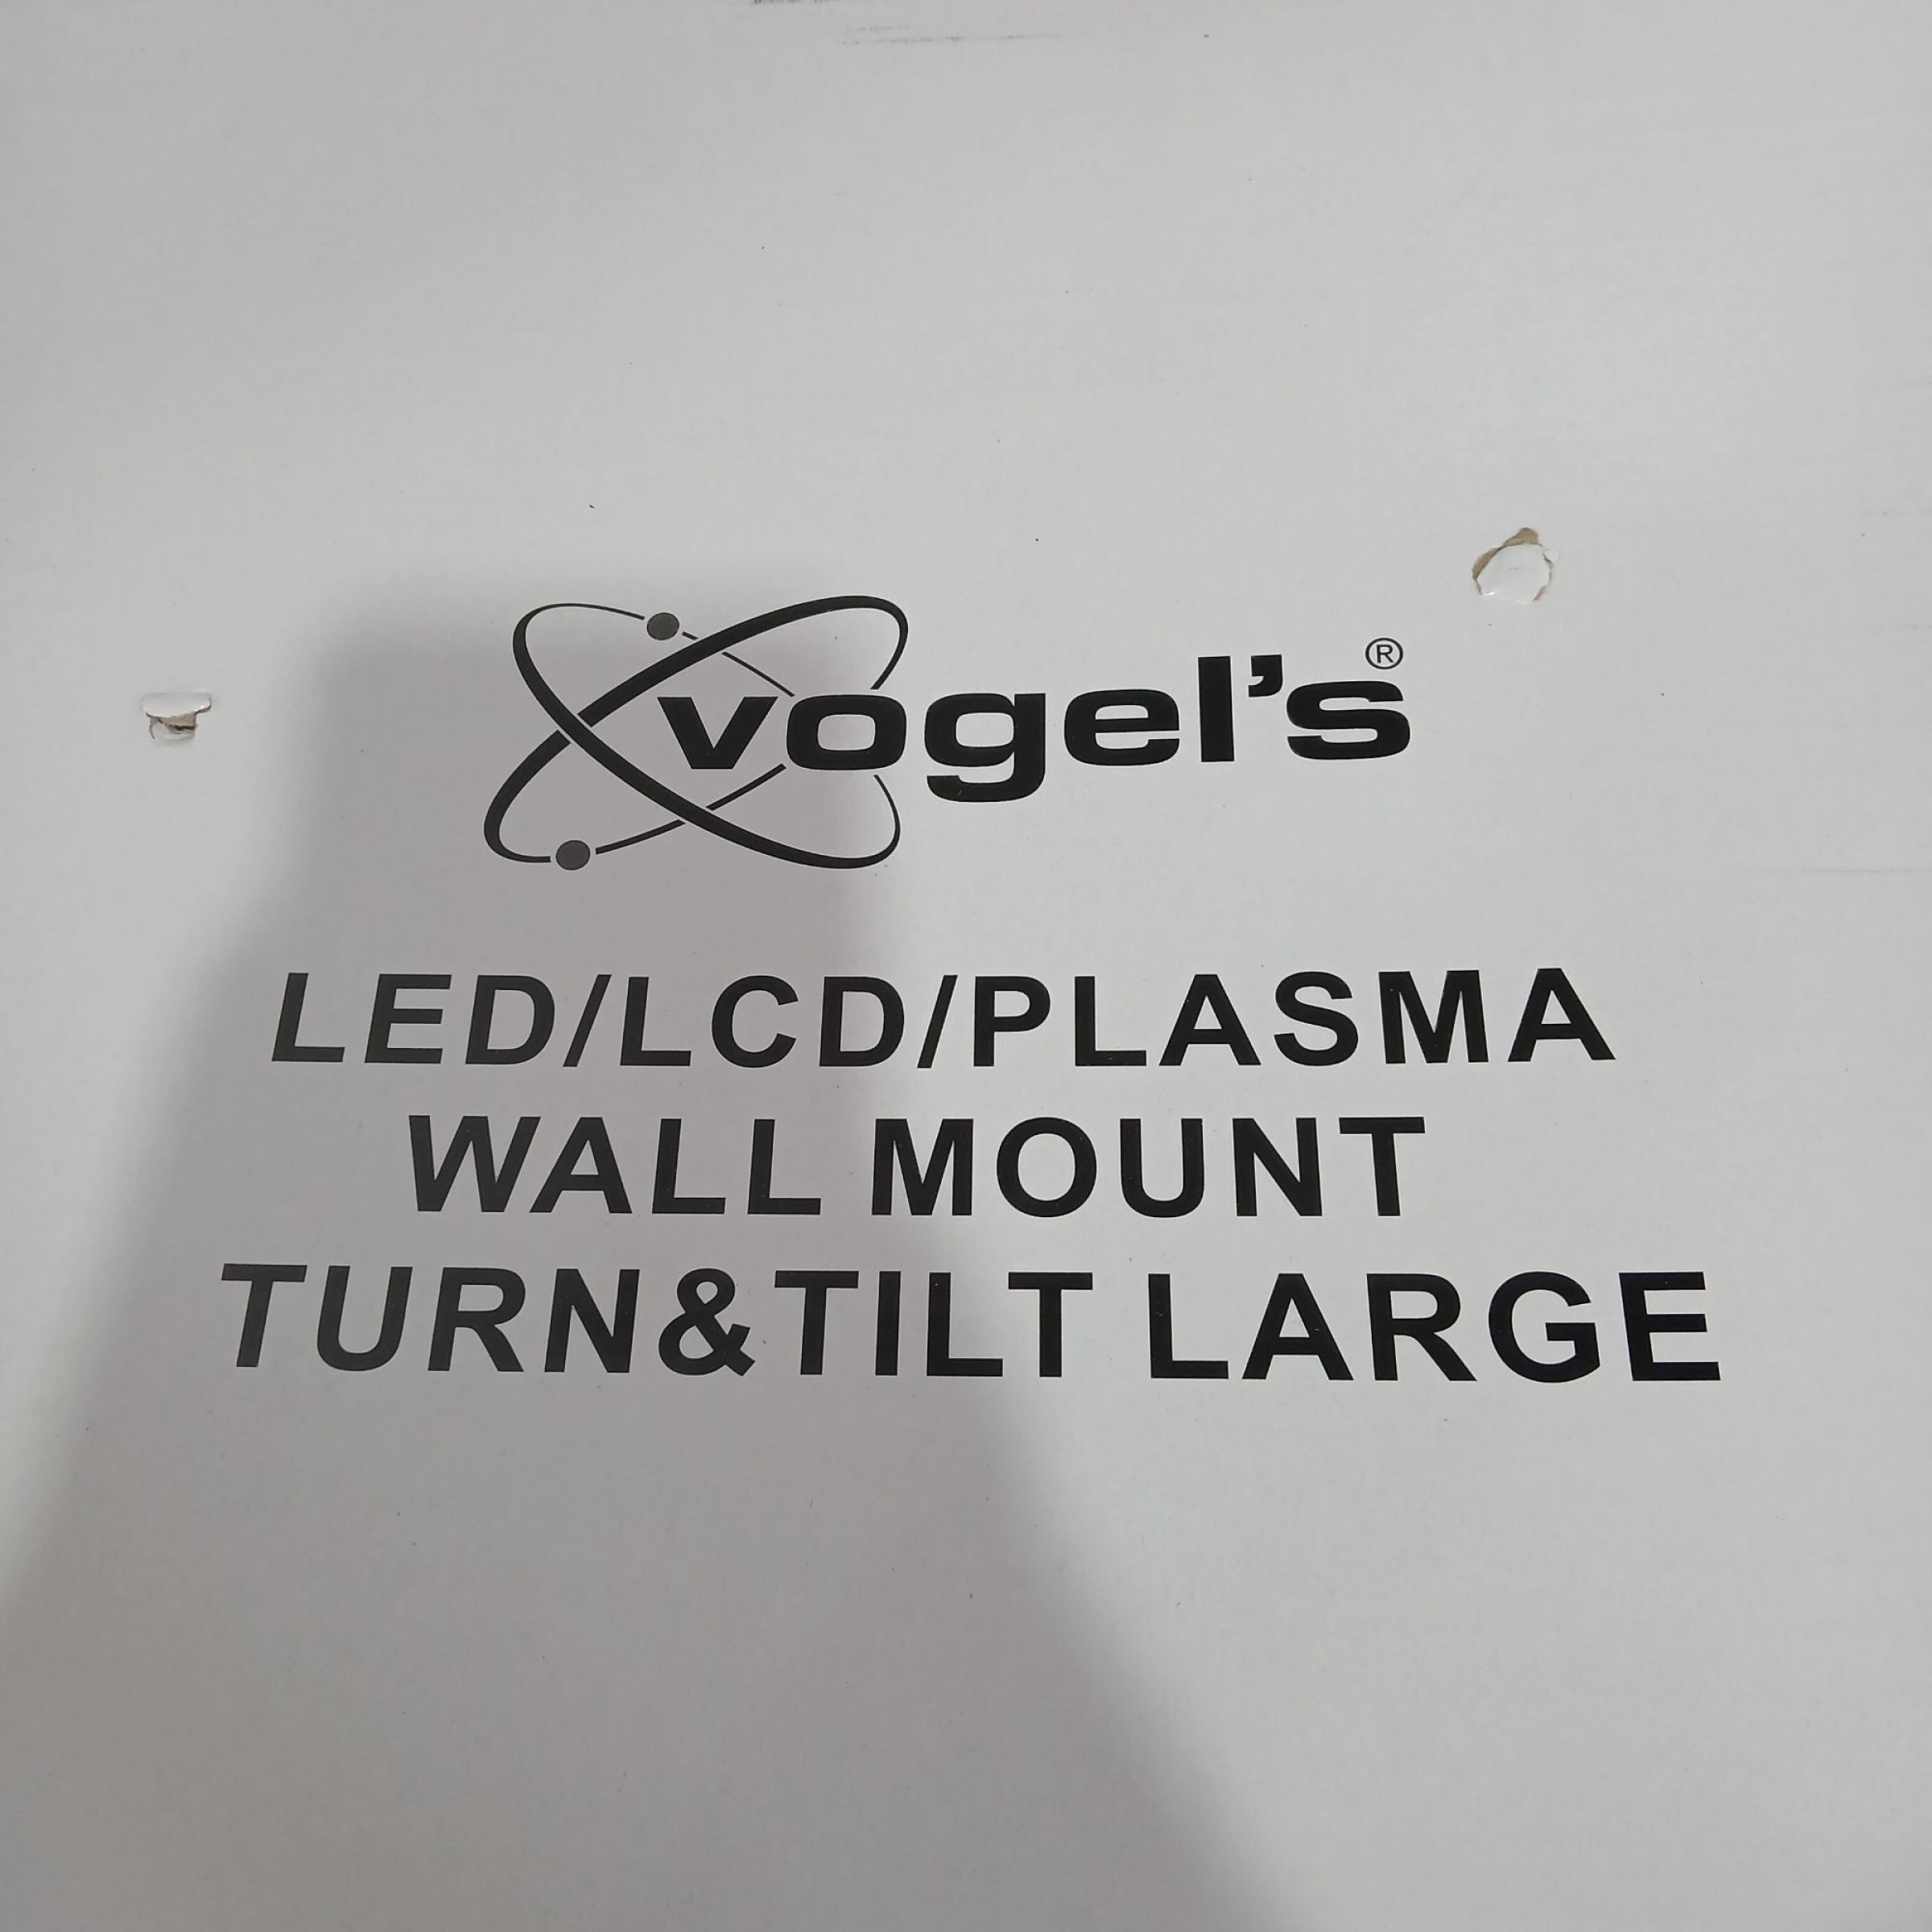 vogel's®
LED/LCD/PLASMA
WALL MOUNT
TURN&TILT LARGE